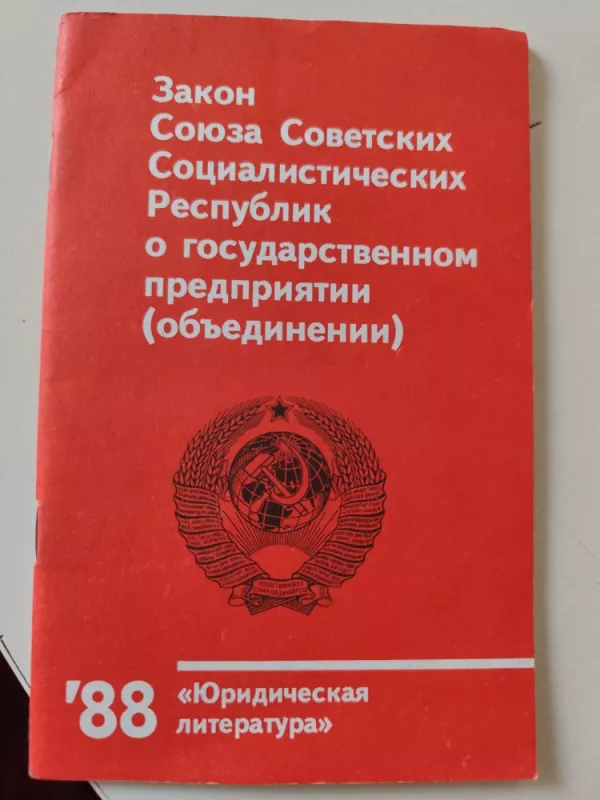 Закон
Союза Советских
Социалистических
Республик
о государственном
предприятии
(объединении)
'88
«Юридическая
литература»